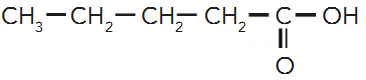 CH₃ — CH₂ — CH₂ — CH₂ — C — OH
O